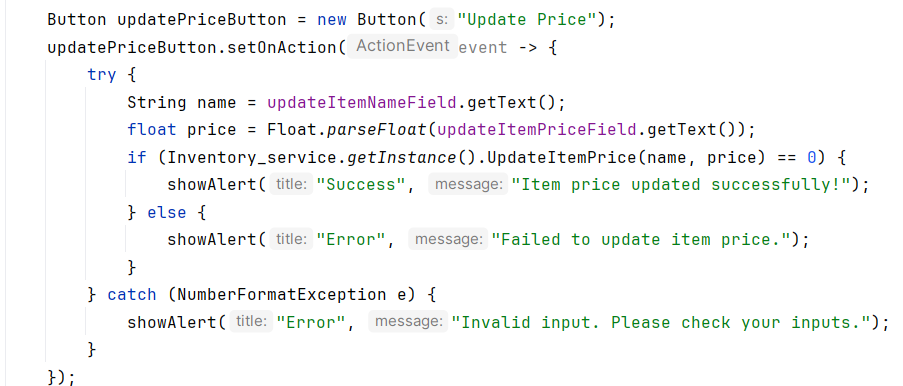 Button updatePriceButton = new Button( s: "Update Price");
updatePriceButton.setOnAction( ActionEvent event -> {
    try {
        String name = updateItemNameField.getText();
        float price = Float.parseFloat(updateItemPriceField.getText());
        if (Inventory_service.getInstance().UpdateItemPrice(name, price) == 0) {
            showAlert( title: "Success", message: "Item price updated successfully!");
        } else {
            showAlert( title: "Error", message: "Failed to update item price.");
        }
    } catch (NumberFormatException e) {
        showAlert( title: "Error", message: "Invalid input. Please check your inputs.");
    }
});